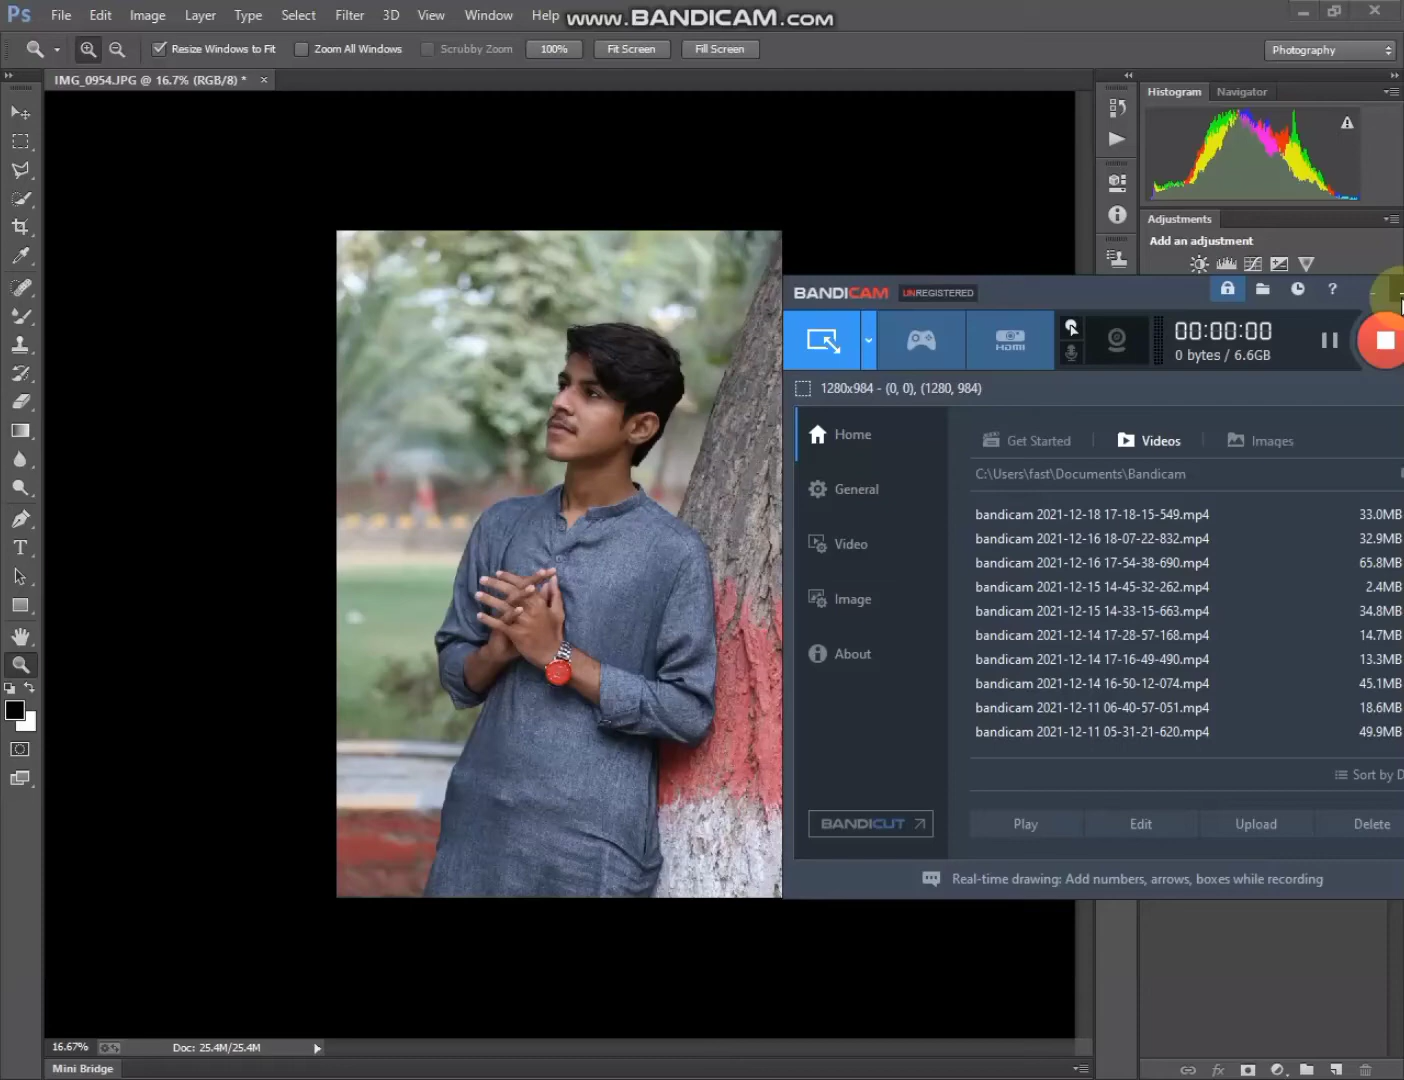 Ps File Edit Image Layer Type Select Filter 3D View Window Help
www.BANDICAM.com
Resize Windows to Fit Zoom All Windows Scrubby Zoom 100% Fit Screen Fill Screen Photography
IMG_0954.JPG @ 16.7% (RGB/8) * ×
Histogram Navigator
Adjustments
Add an adjustment
BANDICAM UNREGISTERED ?
HDMI
00:00:00
0 bytes / 6.6GB
1280x984 - (0, 0), (1280, 984)
Home
General
Video
Image
About
BANDICUT
Get Started Videos Images
C:\Users\fast\Documents\Bandicam
bandicam 2021-12-18 17-18-15-549.mp4 33.0MB
bandicam 2021-12-16 18-07-22-832.mp4 32.9MB
bandicam 2021-12-16 17-54-38-690.mp4 65.8MB
bandicam 2021-12-15 14-45-32-262.mp4 2.4MB
bandicam 2021-12-15 14-33-15-663.mp4 34.8MB
bandicam 2021-12-14 17-28-57-168.mp4 14.7MB
bandicam 2021-12-14 17-16-49-490.mp4 13.3MB
bandicam 2021-12-14 16-50-12-074.mp4 45.1MB
bandicam 2021-12-11 06-40-57-051.mp4 18.6MB
bandicam 2021-12-11 05-31-21-620.mp4 49.9MB
Sort by D
Play Edit Upload Delete
Real-time drawing: Add numbers, arrows, boxes while recording
16.67% Doc: 25.4M/25.4M
Mini Bridge
fx